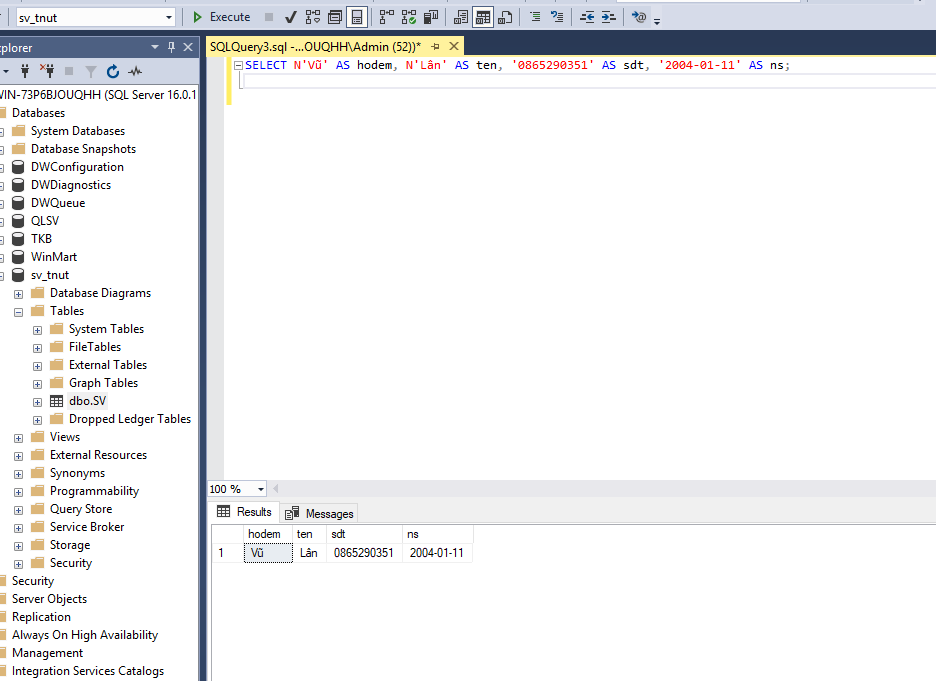 sv_tnut
Execute
plorer
SQLQuery3.sql -...OUQHH\Admin (52))*
SELECT N'Vũ' AS hodem, N'Lân' AS ten, '0865290351' AS sdt, '2004-01-11' AS ns;
WIN-73P6BJOUQHH (SQL Server 16.0.1
Databases
System Databases
Database Snapshots
DWConfiguration
DWDiagnostics
DWQueue
QLSV
TKB
WinMart
sv_tnut
Database Diagrams
Tables
System Tables
FileTables
External Tables
Graph Tables
dbo.SV
Dropped Ledger Tables
Views
External Resources
Synonyms
Programmability
Query Store
Service Broker
Storage
Security
Security
Server Objects
Replication
Always On High Availability
Management
Integration Services Catalogs
100 %
Results Messages
hodem ten sdt ns
1 Vũ Lân 0865290351 2004-01-11